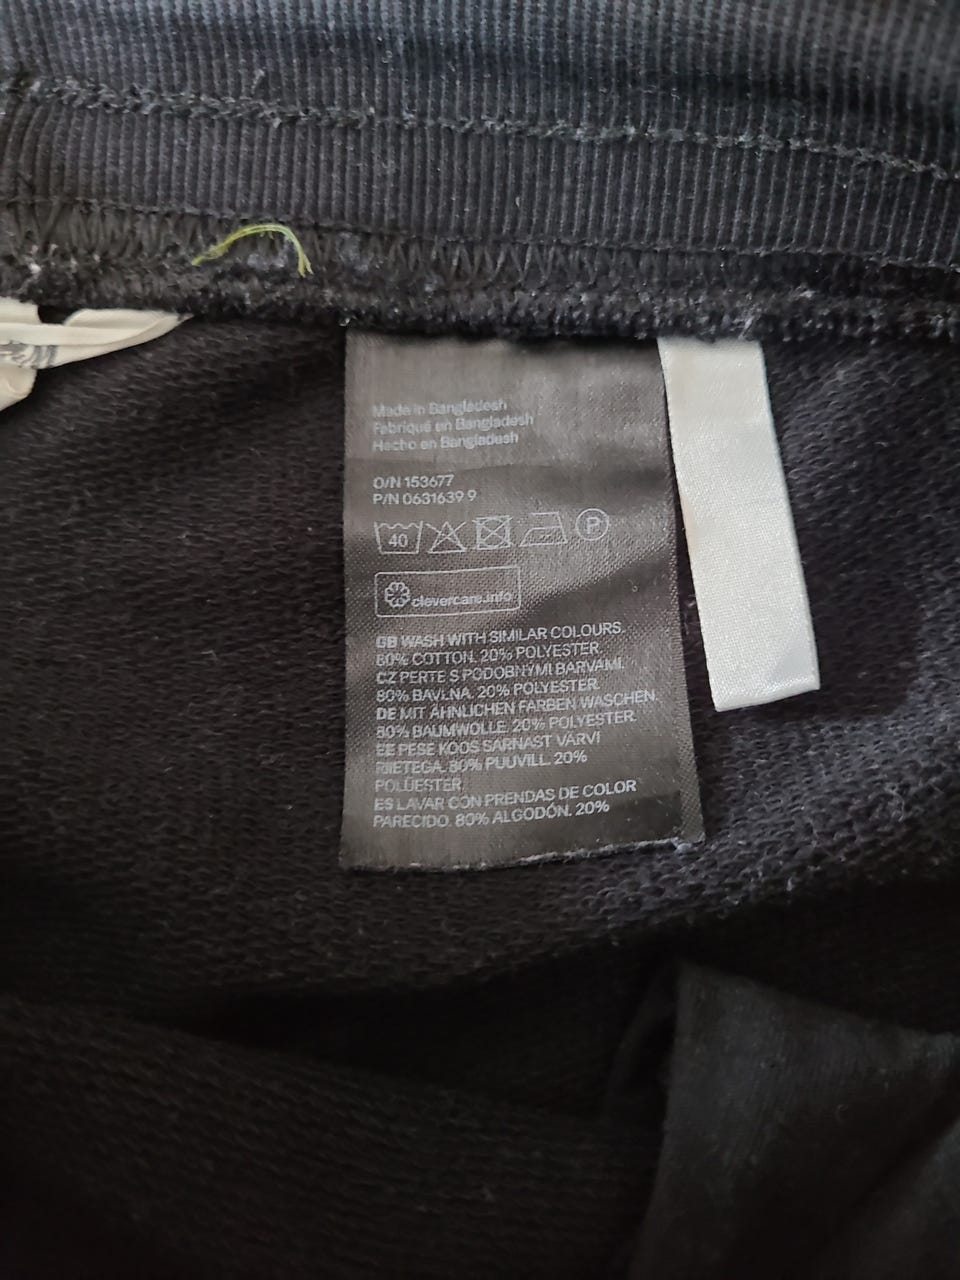 Made in Bangladesh
Fabriqué en Bangladesh
Hecho en Bangladesh
O/N 153677
P/N 0631639 9
40 P
clevercare.info
GB WASH WITH SIMILAR COLOURS.
80% COTTON. 20% POLYESTER.
CZ PERTE S PODOBNÝMI BARVAMI.
80% BAVLNA. 20% POLYESTER.
DE MIT ÄHNLICHEN FARBEN WASCHEN.
80% BAUMWOLLE. 20% POLYESTER.
EE PESE KOOS SARNAST VÄRVI
RIIETEGA. 80% PUUVILL. 20%
POLÜESTER.
ES LAVAR CON PRENDAS DE COLOR
PARECIDO. 80% ALGODÓN. 20%